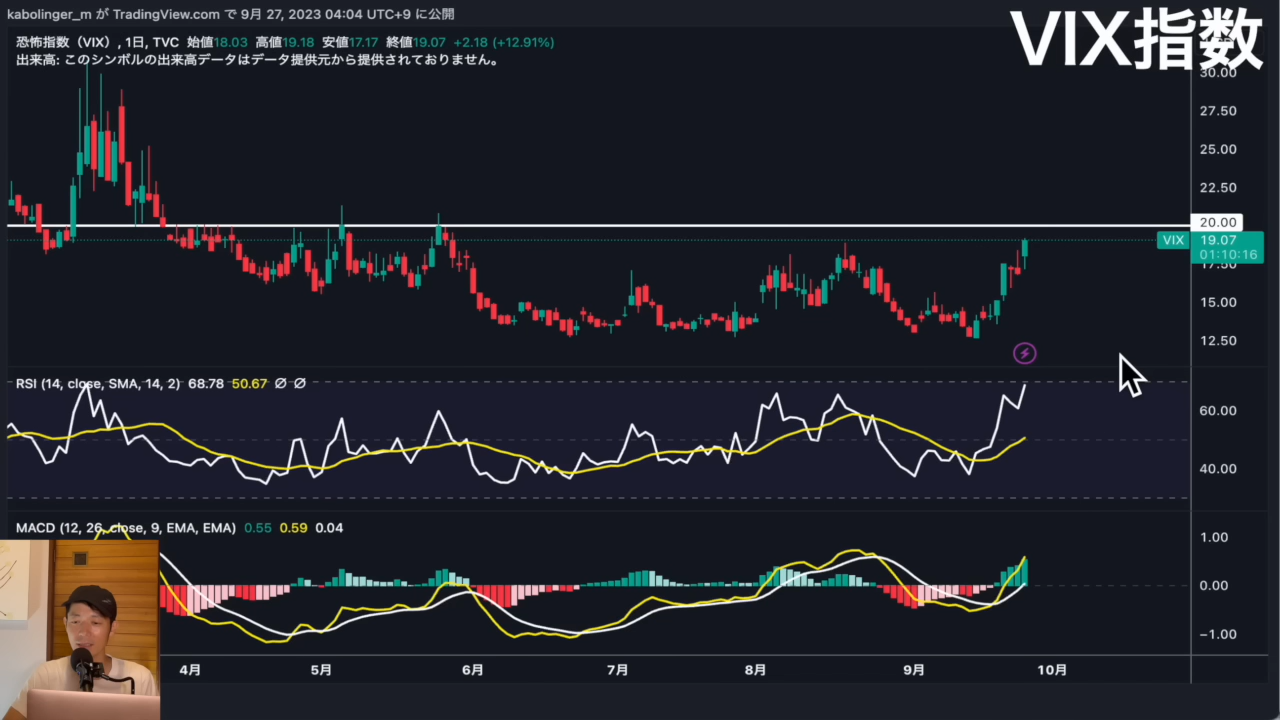 kabolinger_m が TradingView.com で 9月 27, 2023 04:04 UTC+9 に公開
VIX指数
恐怖指数（VIX）, 1日, TVC 始値18.03 高値19.18 安値17.17 終値19.07 +2.18 (+12.91%)
出来高: このシンボルの出来高データはデータ提供元から提供されておりません。
30.00
27.50
25.00
22.50
20.00
VIX 19.07
01:10:16
17.50
15.00
12.50
RSI (14, close, SMA, 14, 2) 68.78 50.67 ∅ ∅
60.00
40.00
MACD (12, 26, close, 9, EMA, EMA) 0.55 0.59 0.04
1.00
0.00
−1.00
4月 5月 6月 7月 8月 9月 10月